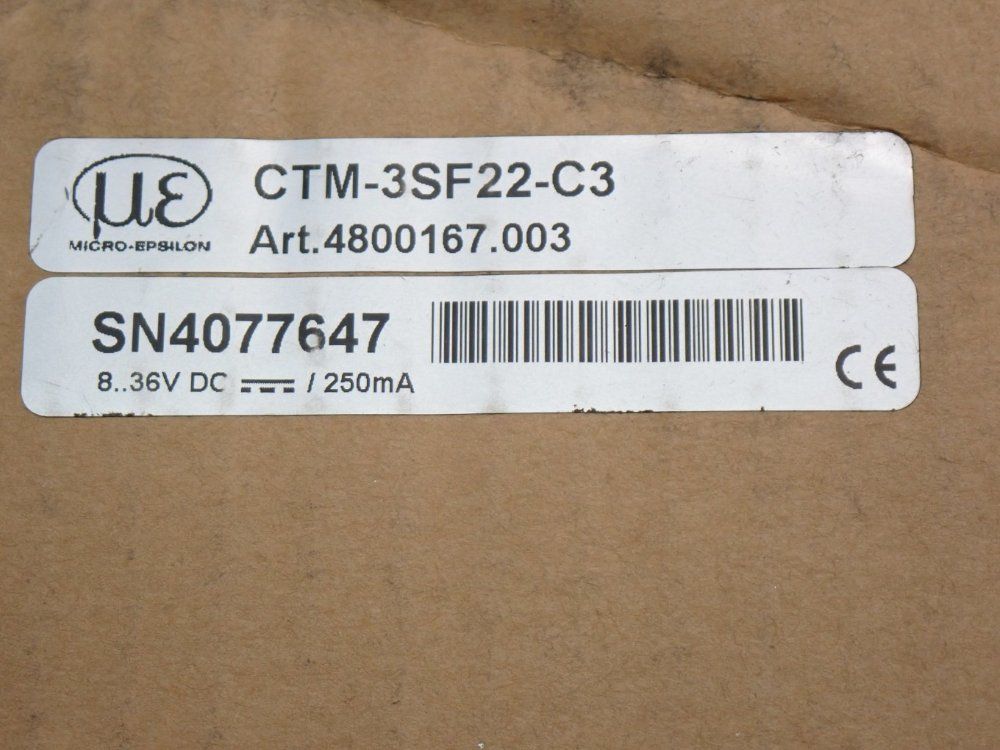 με
MICRO-EPSILON
CTM-3SF22-C3
Art.4800167.003
SN4077647
8..36V DC / 250mA
CE